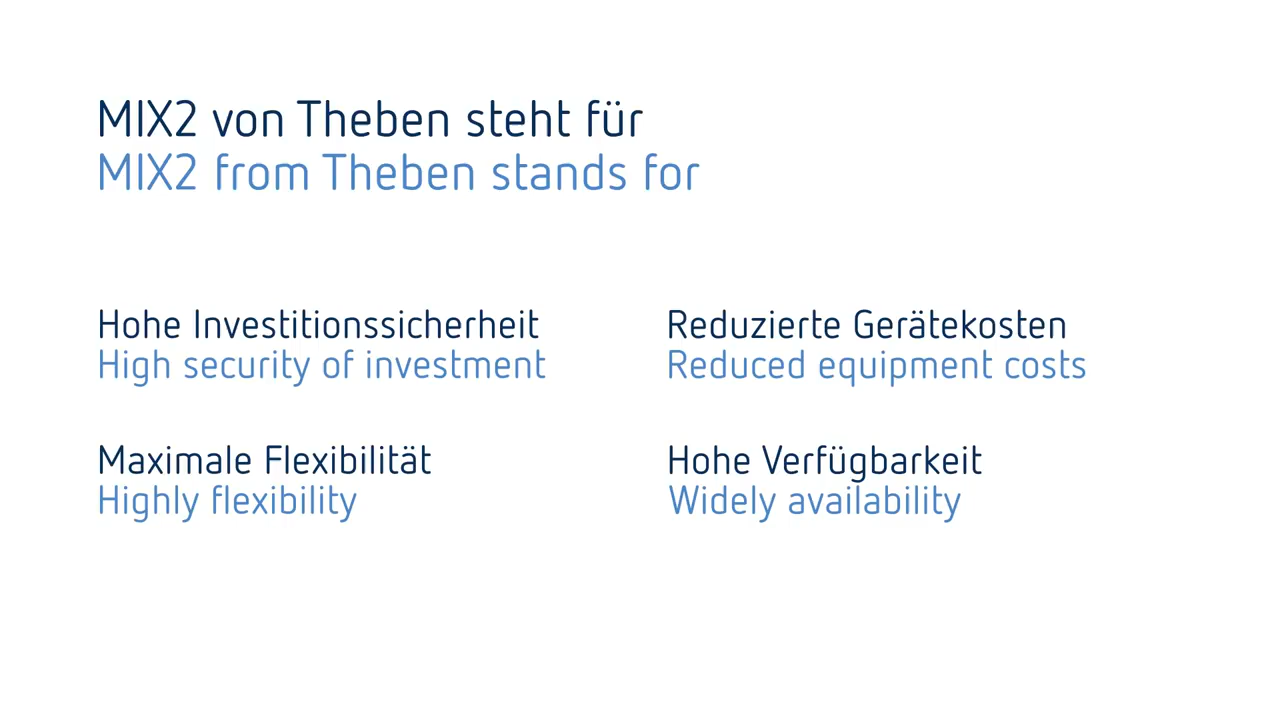 MIX2 von Theben steht für
MIX2 from Theben stands for
Hohe Investitionssicherheit
High security of investment
Reduzierte Gerätekosten
Reduced equipment costs
Maximale Flexibilität
Highly flexibility
Hohe Verfügbarkeit
Widely availability